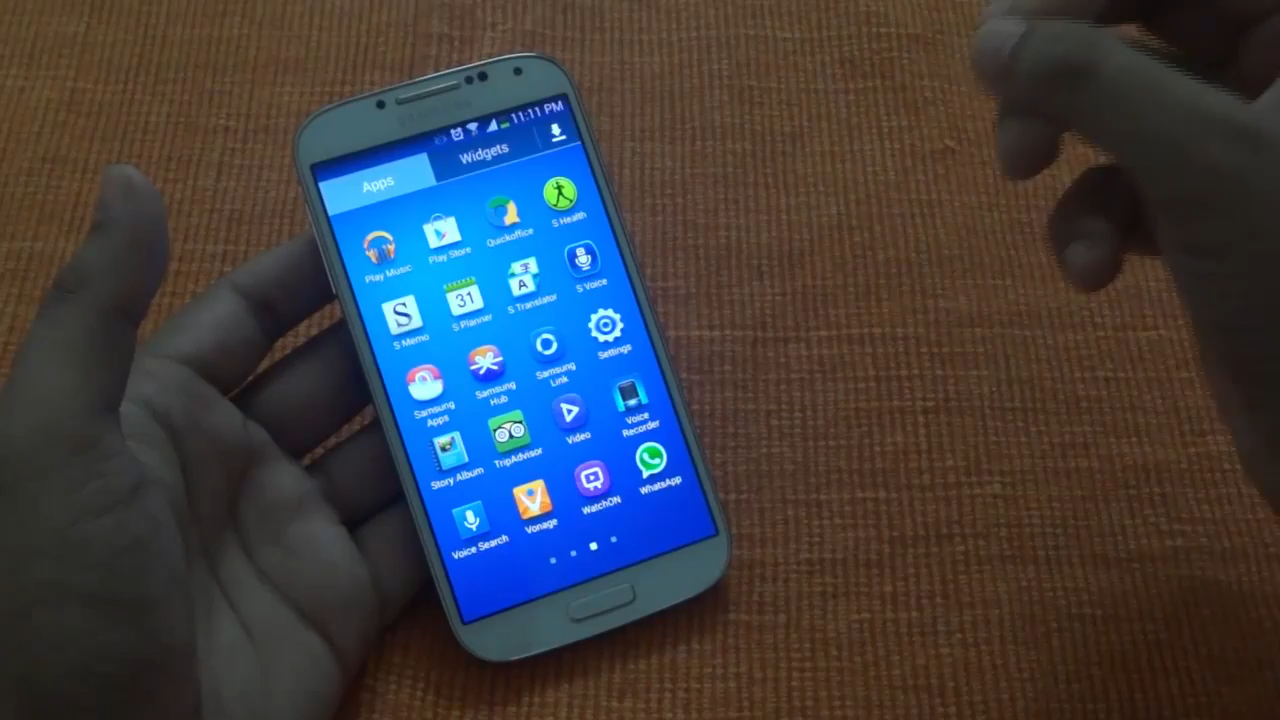 SAMSUNG
11:11 PM
Apps
Widgets
Play Music
Play Store
Quickoffice
S Health
S Memo
31
S Planner
S Translator
S Voice
Samsung
Apps
Samsung
Hub
Samsung
Link
Settings
Story Album
TripAdvisor
Video
Voice
Recorder
Voice Search
Vonage
WatchON
WhatsApp